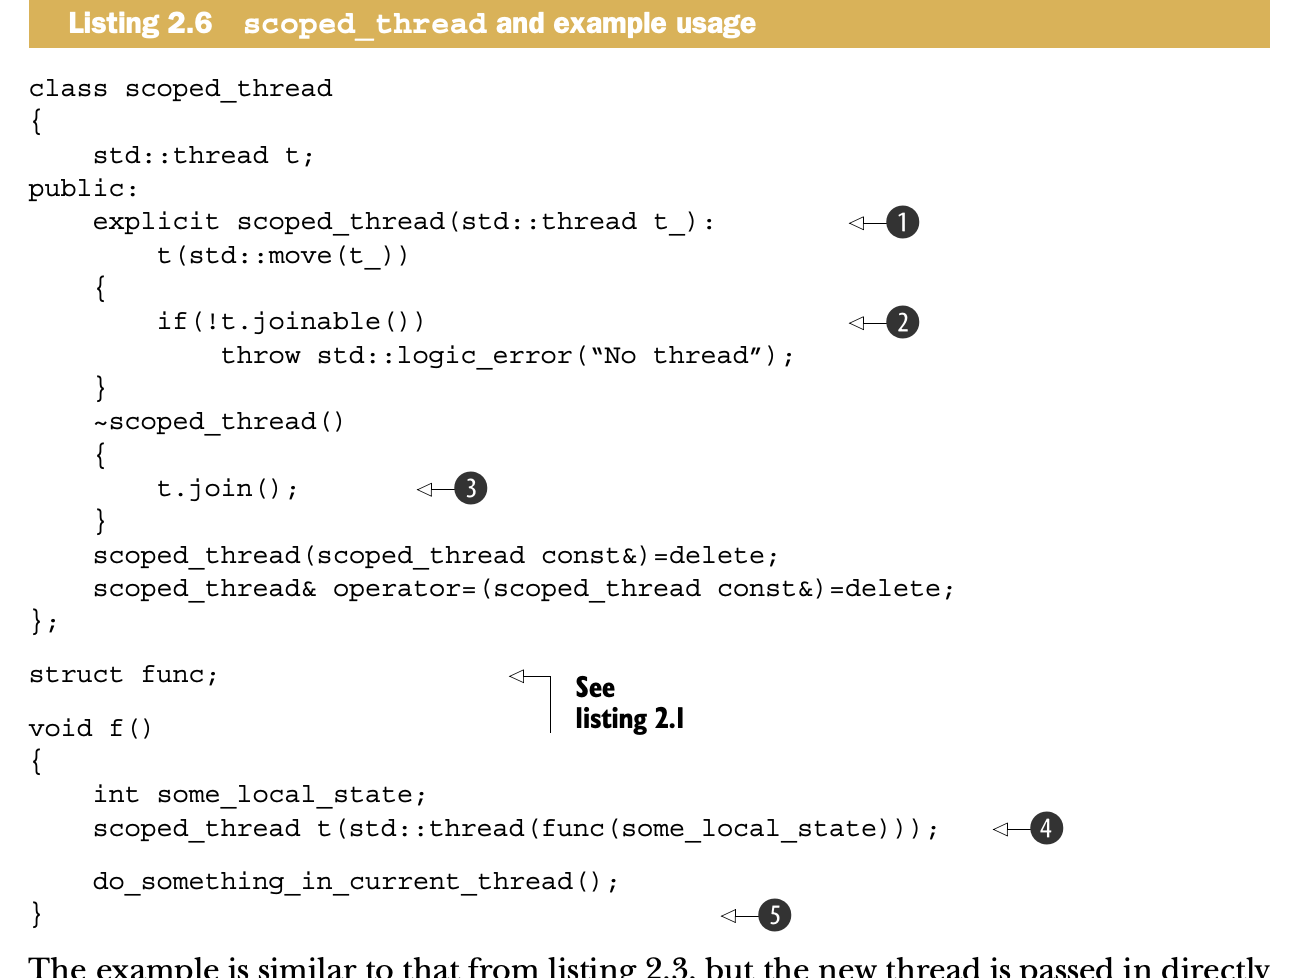 Listing 2.6 scoped_thread and example usage
class scoped_thread
{
    std::thread t;
public:
    explicit scoped_thread(std::thread t_): 1
        t(std::move(t_))
    {
        if(!t.joinable()) 2
            throw std::logic_error(“No thread”);
    }
    ~scoped_thread()
    {
        t.join(); 3
    }
    scoped_thread(scoped_thread const&)=delete;
    scoped_thread& operator=(scoped_thread const&)=delete;
};
struct func;
See
listing 2.1
void f()
{
    int some_local_state;
    scoped_thread t(std::thread(func(some_local_state))); 4
    do_something_in_current_thread();
} 5
The example is similar to that from listing 2.3, but the new thread is passed in directly